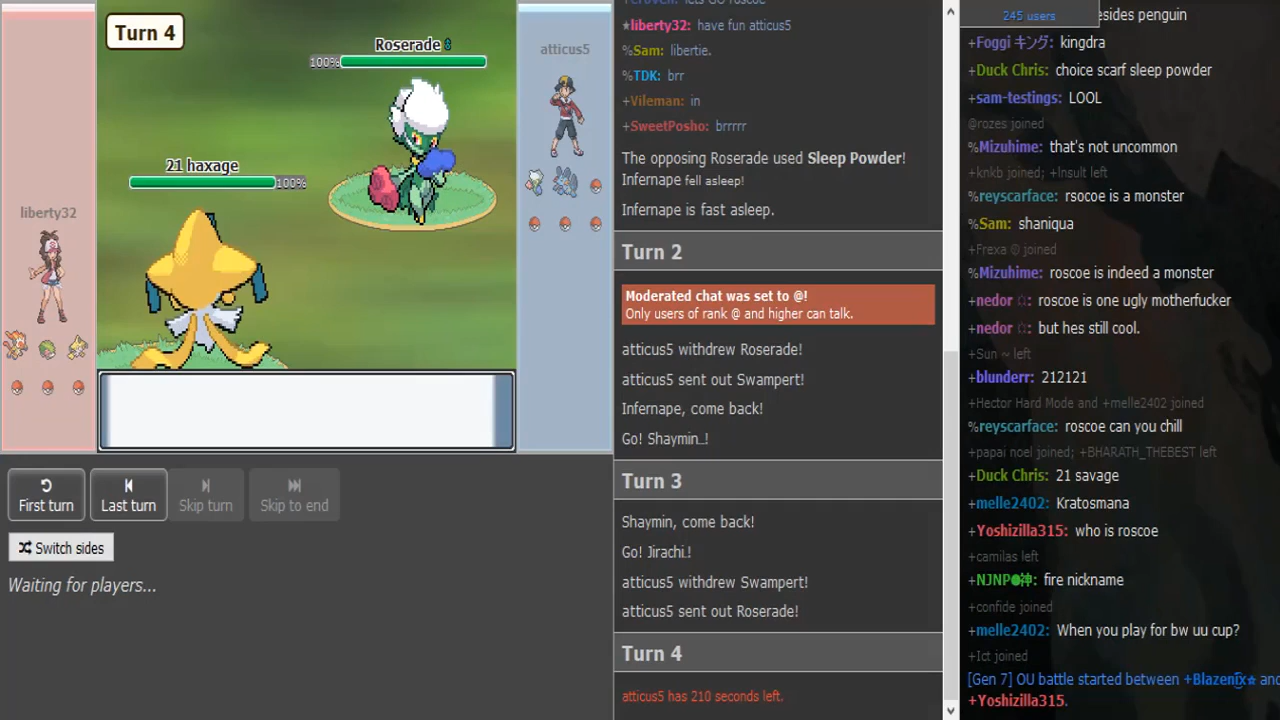 Turn 4
Roserade
100%
21 haxage
100%
liberty32
atticus5
First turn
Last turn
Skip turn
Skip to end
Switch sides
Waiting for players...
lets GO roscoe
★liberty32: have fun atticus5
%Sam: libertie.
%TDK: brr
+Vileman: in
+SweetPosho: brrrrr
The opposing Roserade used Sleep Powder!
Infernape fell asleep!
Infernape is fast asleep.
Turn 2
Moderated chat was set to @!
Only users of rank @ and higher can talk.
atticus5 withdrew Roserade!
atticus5 sent out Swampert!
Infernape, come back!
Go! Shaymin..!
Turn 3
Shaymin, come back!
Go! Jirachi.!
atticus5 withdrew Swampert!
atticus5 sent out Roserade!
Turn 4
atticus5 has 210 seconds left.
245 users
esides penguin
+Foggi キング: kingdra
+Duck Chris: choice scarf sleep powder
+sam-testings: LOOL
@rozes joined
%Mizuhime: that's not uncommon
+knkb joined; +Insult left
%reyscarface: rsocoe is a monster
%Sam: shaniqua
+Frexa joined
%Mizuhime: roscoe is indeed a monster
+nedor: roscoe is one ugly motherfucker
+nedor: but hes still cool.
+Sun ~ left
+blunderr: 212121
+Hector Hard Mode and +melle2402 joined
%reyscarface: roscoe can you chill
+papai noel joined; +BHARATH_THEBEST left
+Duck Chris: 21 savage
+melle2402: Kratosmana
+Yoshizilla315: who is roscoe
+camilas left
+NJNP●神: fire nickname
+confide joined
+melle2402: When you play for bw uu cup?
+Ict joined
[Gen 7] OU battle started between +Blazenix☆ and
+Yoshizilla315.